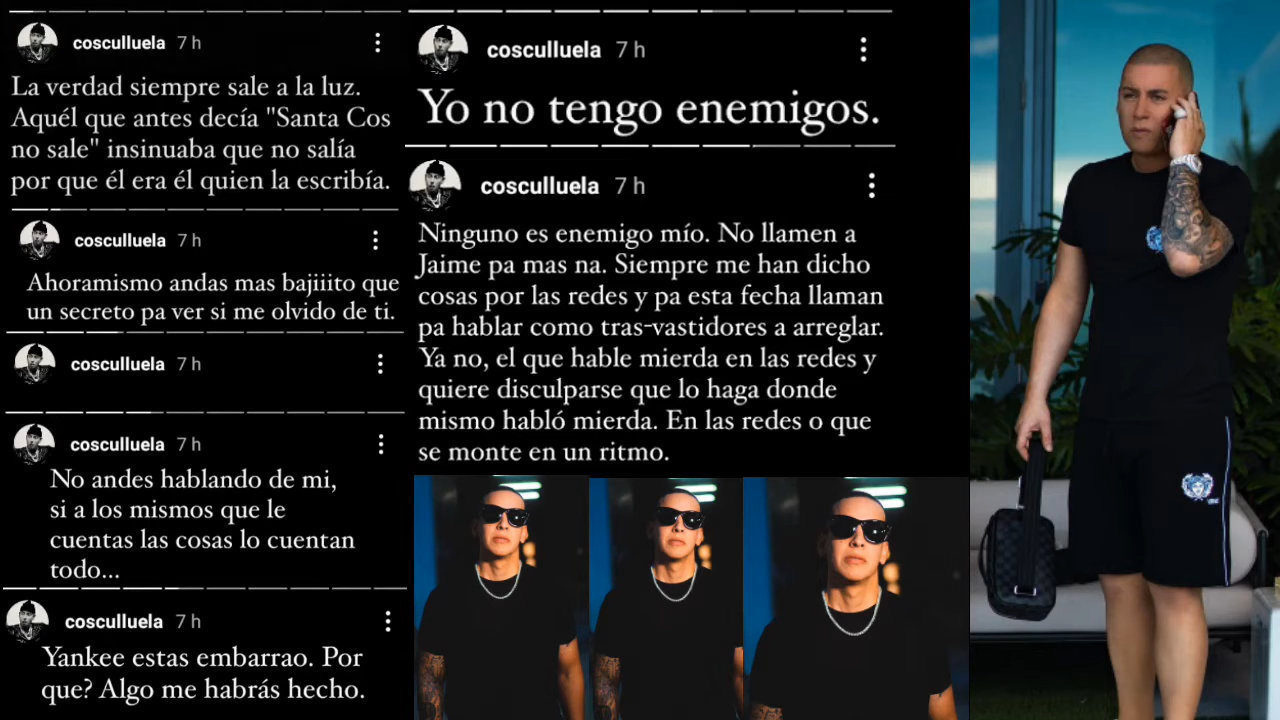 cosculluela 7 h
La verdad siempre sale a la luz.
Aquél que antes decía "Santa Cos
no sale" insinuaba que no salía
por que él era él quien la escribía.
cosculluela 7 h
Ahoramismo andas mas bajiiito que
un secreto pa ver si me olvido de ti.
cosculluela 7 h
cosculluela 7 h
No andes hablando de mi,
si a los mismos que le
cuentas las cosas lo cuentan
todo...
cosculluela 7 h
Yankee estas embarrao. Por
que? Algo me habrás hecho.
cosculluela 7 h
Yo no tengo enemigos.
cosculluela 7 h
Ninguno es enemigo mío. No llamen a
Jaime pa mas na. Siempre me han dicho
cosas por las redes y pa esta fecha llaman
pa hablar como tras-vastidores a arreglar.
Ya no, el que hable mierda en las redes y
quiere disculparse que lo haga donde
mismo habló mierda. En las redes o que
se monte en un ritmo.